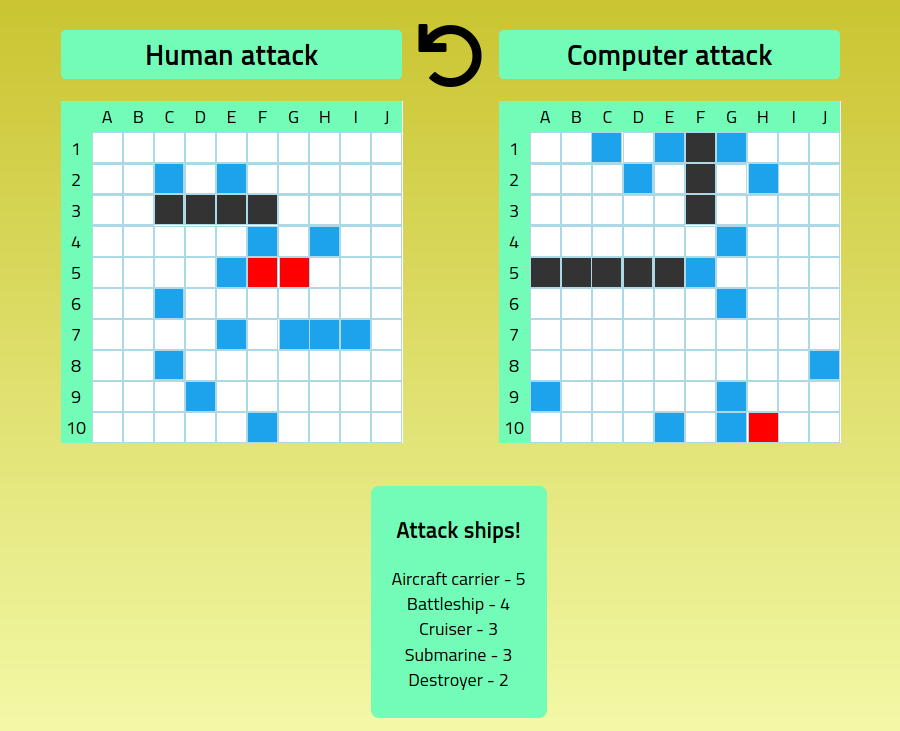 Human attack
Computer attack
A B C D E F G H I J
1
2
3
4
5
6
7
8
9
10
A B C D E F G H I J
1
2
3
4
5
6
7
8
9
10
Attack ships!
Aircraft carrier - 5
Battleship - 4
Cruiser - 3
Submarine - 3
Destroyer - 2